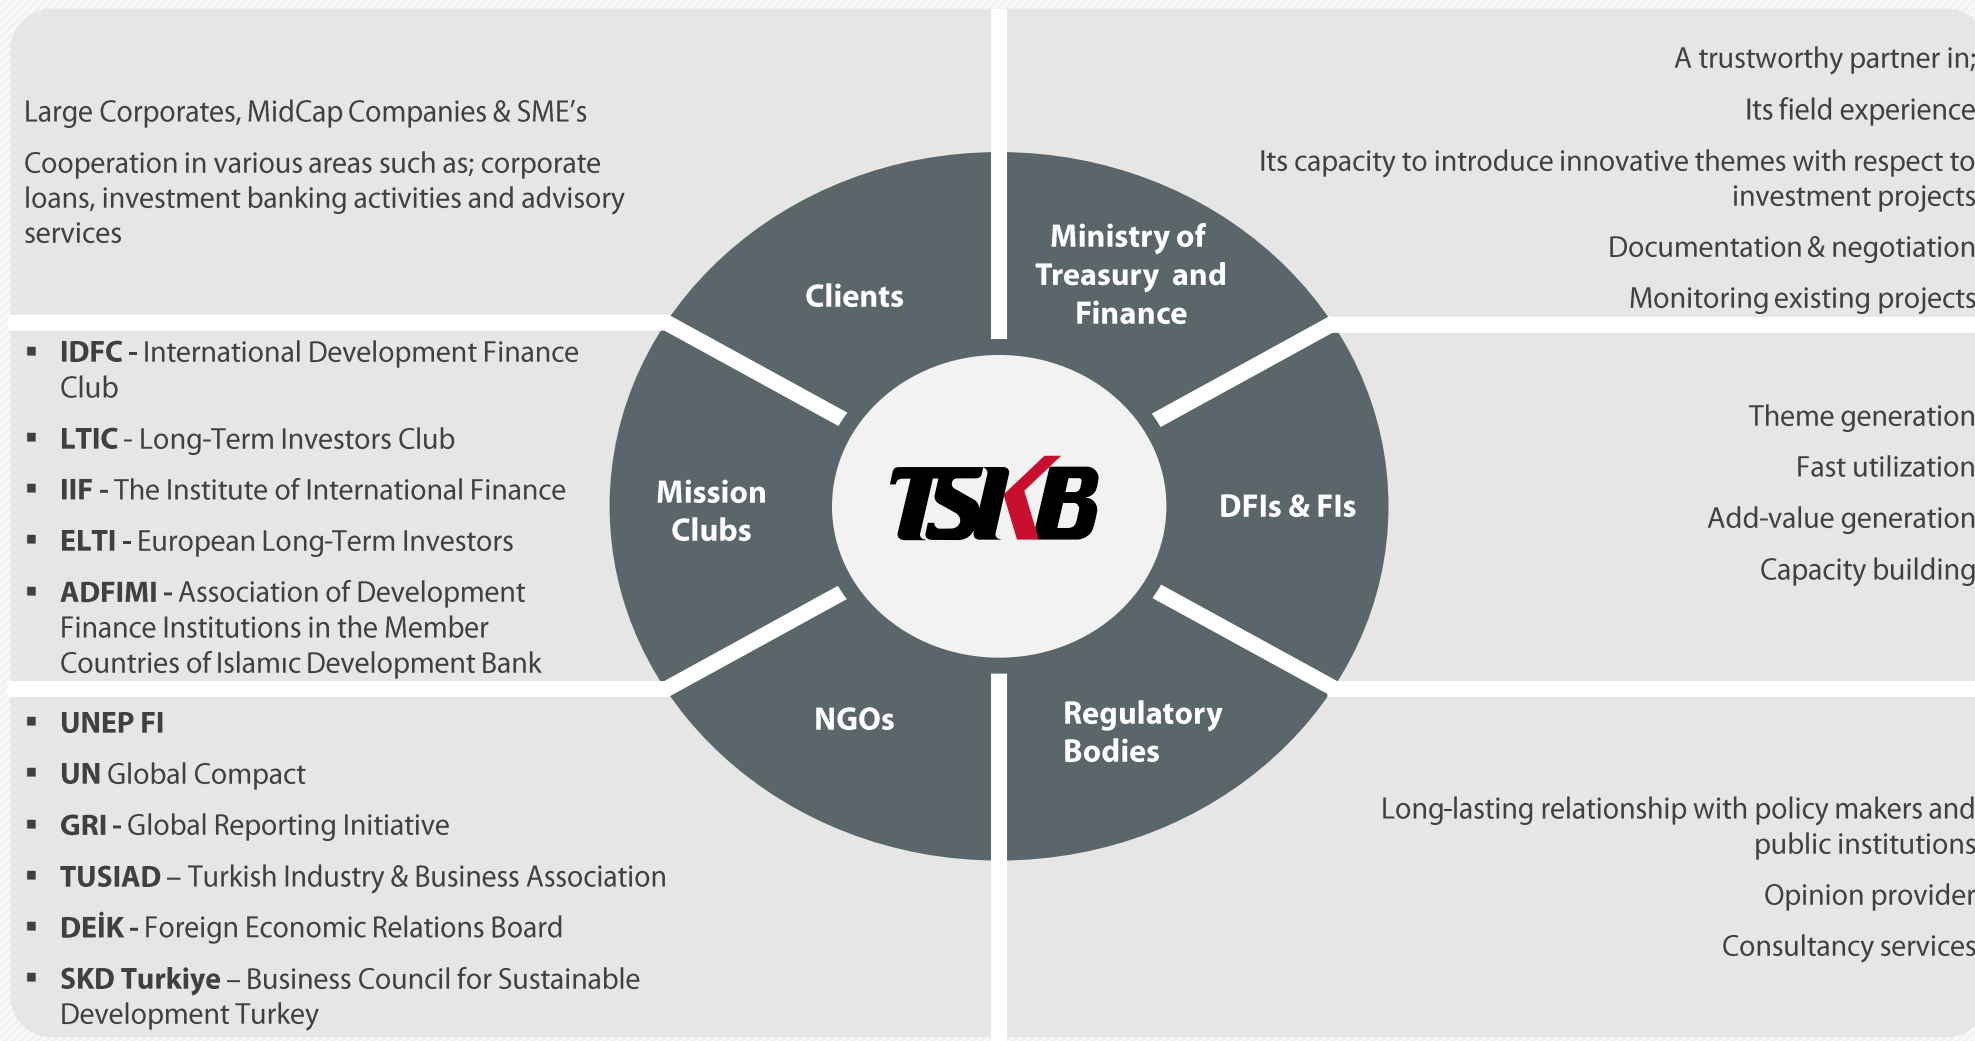 Large Corporates, MidCap Companies & SME’s
Cooperation in various areas such as; corporate
loans, investment banking activities and advisory
services
A trustworthy partner in;
Its field experience
Its capacity to introduce innovative themes with respect to
investment projects
Documentation & negotiation
Monitoring existing projects
Clients
Ministry of
Treasury and
Finance
▪ IDFC - International Development Finance
Club
▪ LTIC - Long-Term Investors Club
▪ IIF - The Institute of International Finance
▪ ELTI - European Long-Term Investors
▪ ADFIMI - Association of Development
Finance Institutions in the Member
Countries of Islamıc Development Bank
Mission
Clubs
TSKB
DFIs & FIs
Theme generation
Fast utilization
Add-value generation
Capacity building
▪ UNEP FI
▪ UN Global Compact
▪ GRI - Global Reporting Initiative
▪ TUSIAD – Turkish Industry & Business Association
▪ DEİK - Foreign Economic Relations Board
▪ SKD Turkiye – Business Council for Sustainable
Development Turkey
NGOs
Regulatory
Bodies
Long-lasting relationship with policy makers and
public institutions
Opinion provider
Consultancy services